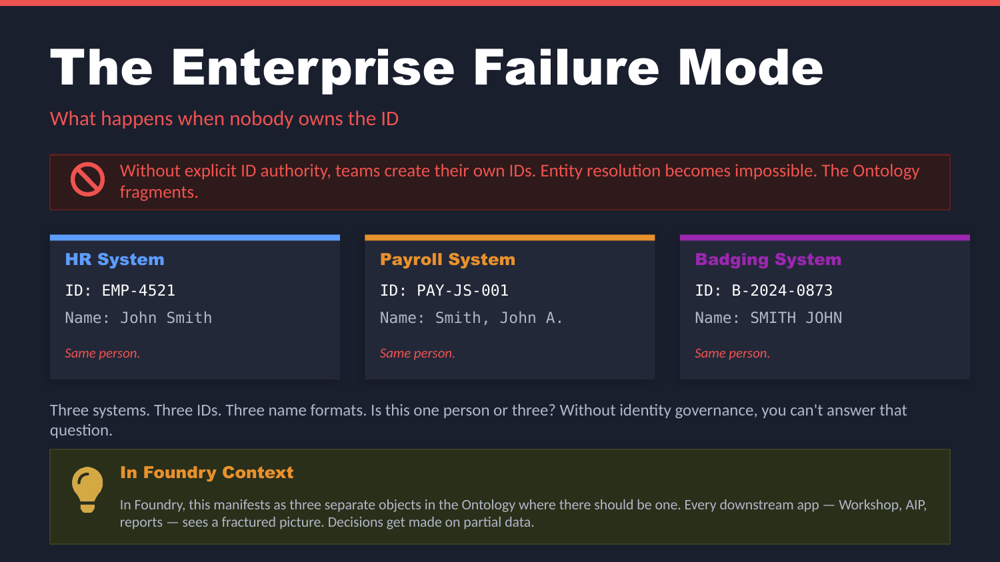 The Enterprise Failure Mode
What happens when nobody owns the ID
Without explicit ID authority, teams create their own IDs. Entity resolution becomes impossible. The Ontology
fragments.
HR System
ID: EMP-4521
Name: John Smith
Same person.
Payroll System
ID: PAY-JS-001
Name: Smith, John A.
Same person.
Badging System
ID: B-2024-0873
Name: SMITH JOHN
Same person.
Three systems. Three IDs. Three name formats. Is this one person or three? Without identity governance, you can't answer that
question.
In Foundry Context
In Foundry, this manifests as three separate objects in the Ontology where there should be one. Every downstream app — Workshop, AIP,
reports — sees a fractured picture. Decisions get made on partial data.